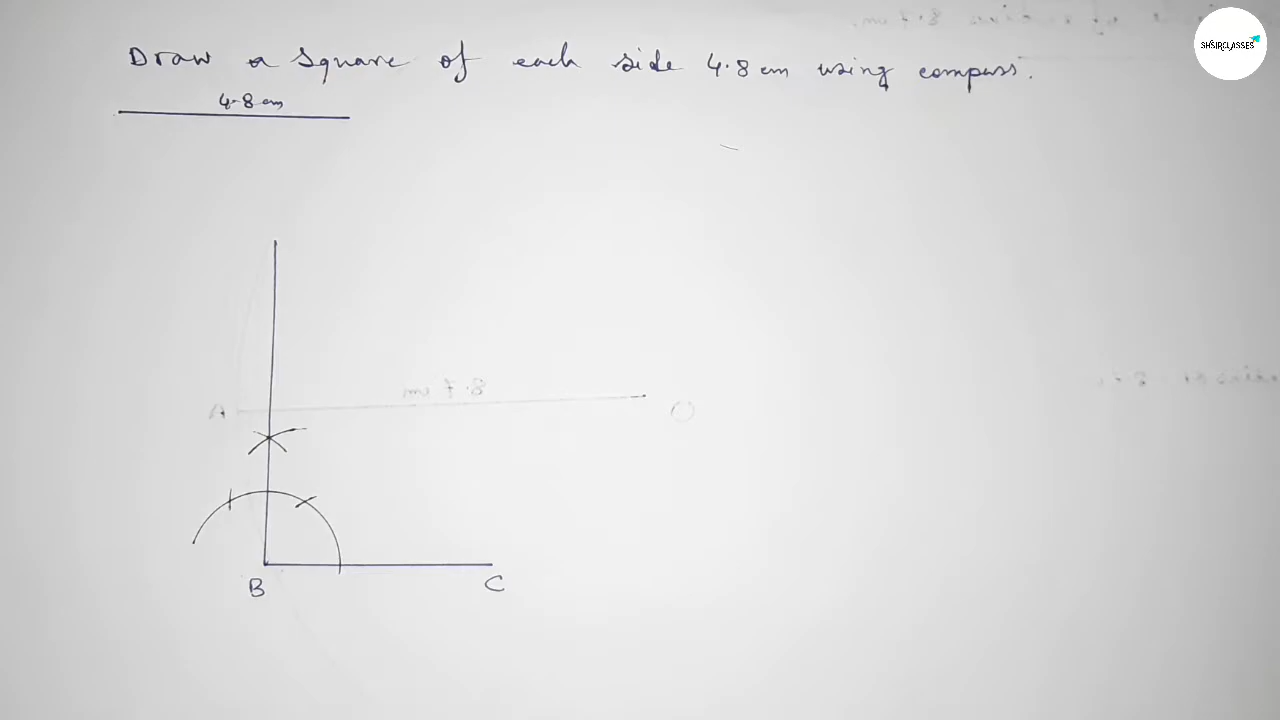 Draw a square of each side 4.8 cm using compass.
SHSIRCLASSES
4.8 cm
B
C